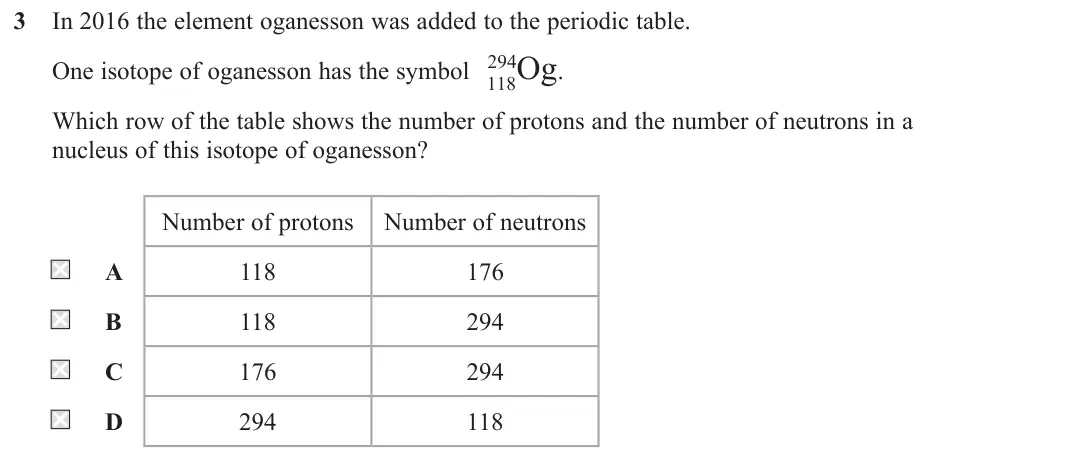 3 In 2016 the element oganesson was added to the periodic table.
One isotope of oganesson has the symbol ²⁹⁴₁₁₈Og.
Which row of the table shows the number of protons and the number of neutrons in a
nucleus of this isotope of oganesson?
Number of protons Number of neutrons
A 118 176
B 118 294
C 176 294
D 294 118